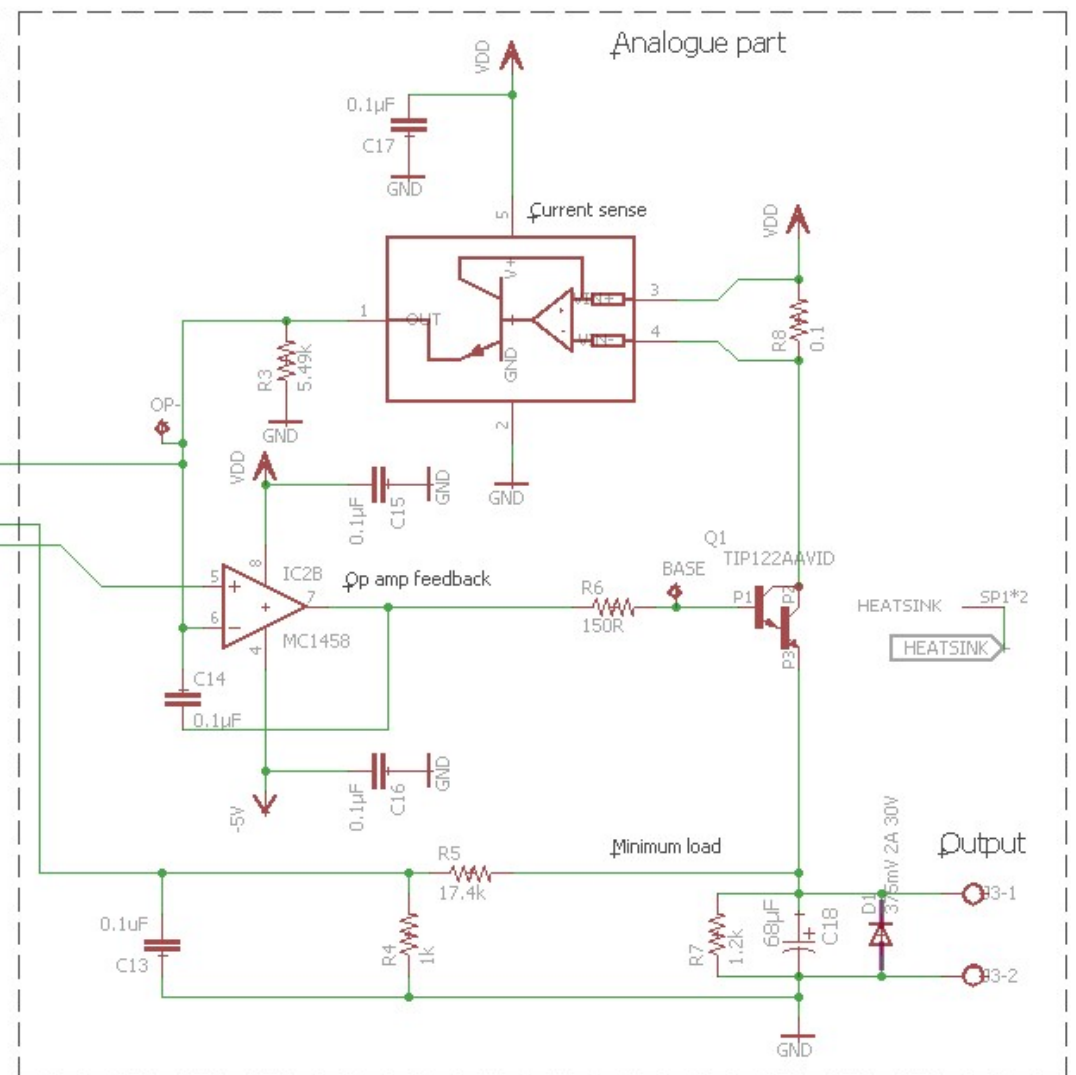 Analogue part
VDD
0.1µF
C17
GND
5
Current sense
VDD
V+
VIN+
3
1
OUT
VIN-
4
R8
0.1
GND
R3
5.49k
OP-
2
GND
VDD
GND
0.1µF
C15
GND
Q1
TIP122AAVID
8
IC2B
Op amp feedback
R6
BASE
P1
P2
5
+
7
150R
HEATSINK
SP1*2
6
-
MC1458
4
P3
HEATSINK
C14
0.1µF
0.1µF
C16
GND
-5V
R5
Minimum load
Output
17.4k
D1
375mV 2A 30V
J3-1
0.1uF
C13
R4
1k
R7
1.2k
68µF
+
C18
J3-2
GND